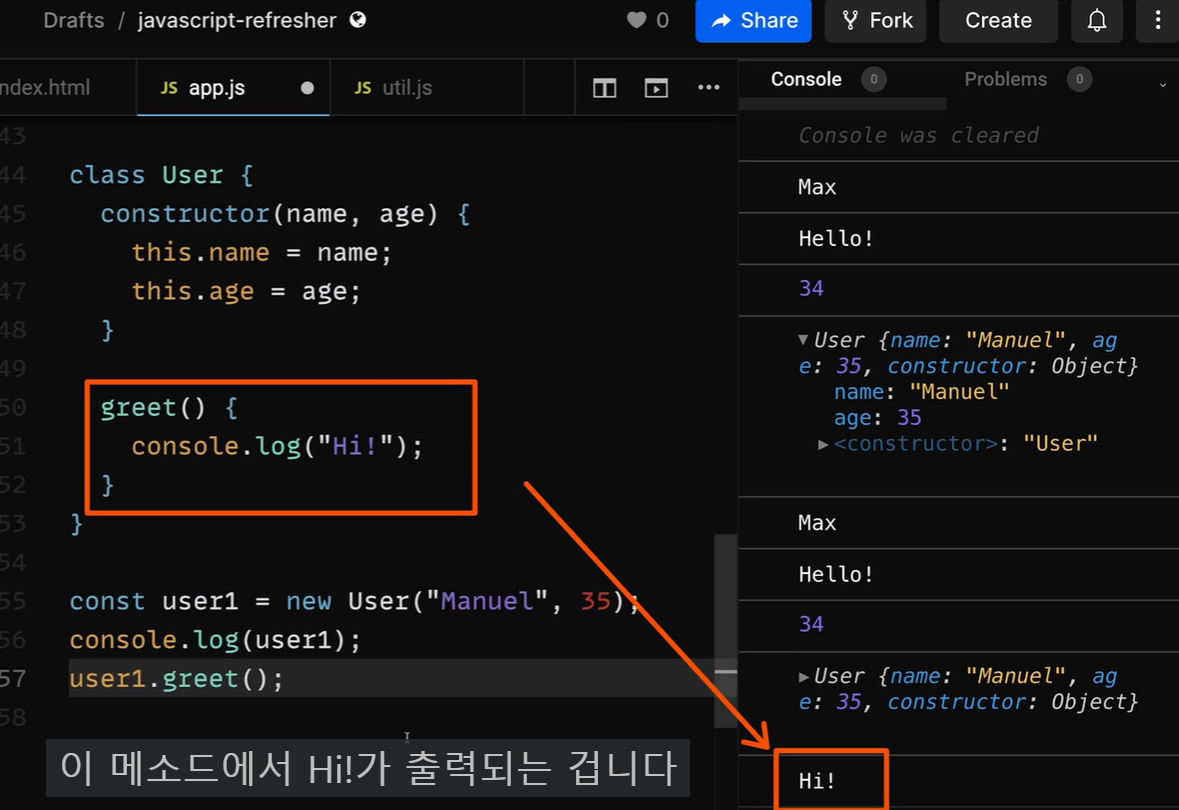 Drafts / javascript-refresher
0
Share
Fork
Create
ndex.html
JS app.js
JS util.js
43
44 class User {
45 constructor(name, age) {
46 this.name = name;
47 this.age = age;
48 }
49
50 greet() {
51 console.log("Hi!");
52 }
53 }
54
55 const user1 = new User("Manuel", 35);
56 console.log(user1);
57 user1.greet();
58
이 메소드에서 Hi!가 출력되는 겁니다
Console 0 Problems 0
Console was cleared
Max
Hello!
34
User {name: "Manuel", ag
e: 35, constructor: Object}
name: "Manuel"
age: 35
<constructor>: "User"
Max
Hello!
34
User {name: "Manuel", ag
e: 35, constructor: Object}
Hi!